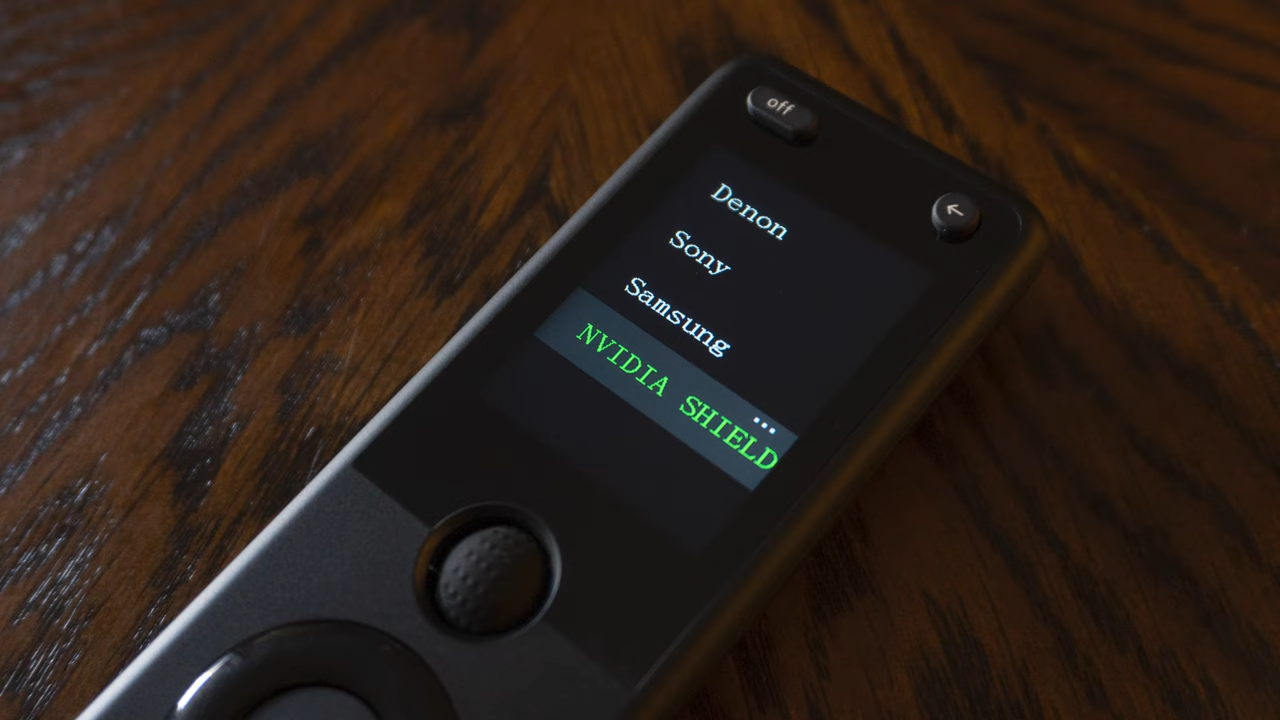 off
←
Denon
Sony
Samsung
NVIDIA SHIELD
...